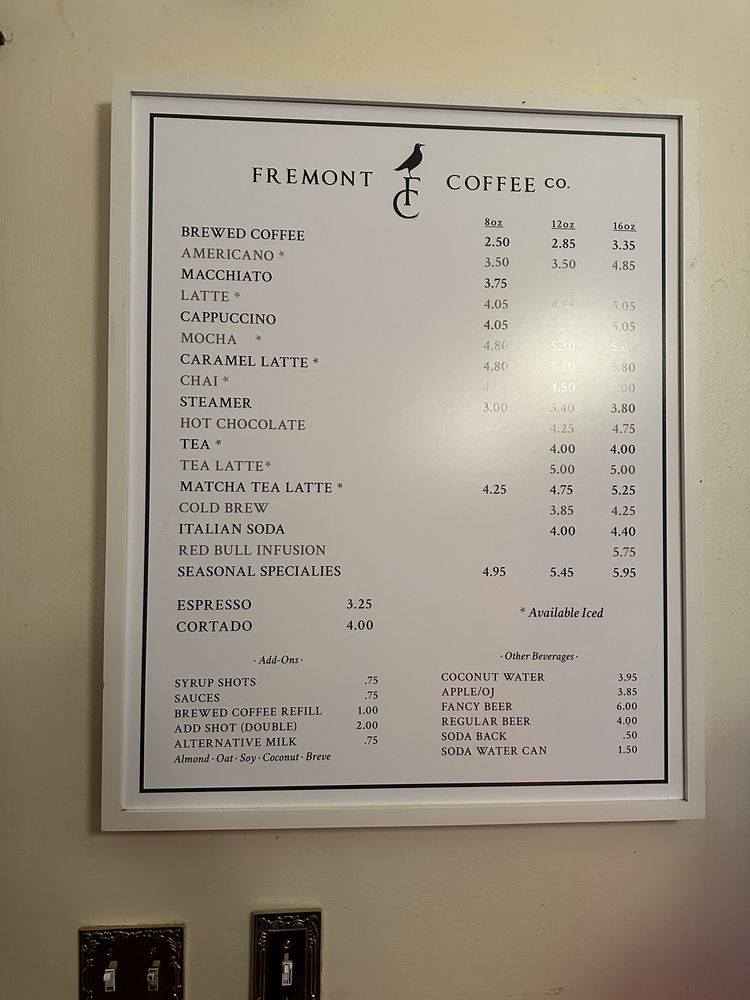 FREMONT FC COFFEE CO.
8oz 12oz 16oz
BREWED COFFEE 2.50 2.85 3.35
AMERICANO * 3.50 3.50 4.85
MACCHIATO 3.75
LATTE * 4.05 5.05
CAPPUCCINO 4.05 5.05
MOCHA * 4.80 5.30
CARAMEL LATTE * 4.80 5.30 5.80
CHAI * 4.50
STEAMER 3.00 3.40 3.80
HOT CHOCOLATE 4.25 4.75
TEA * 4.00 4.00
TEA LATTE* 5.00 5.00
MATCHA TEA LATTE * 4.25 4.75 5.25
COLD BREW 3.85 4.25
ITALIAN SODA 4.00 4.40
RED BULL INFUSION 5.75
SEASONAL SPECIALIES 4.95 5.45 5.95
ESPRESSO 3.25
CORTADO 4.00
* Available Iced
· Add-Ons ·
SYRUP SHOTS .75
SAUCES .75
BREWED COFFEE REFILL 1.00
ADD SHOT (DOUBLE) 2.00
ALTERNATIVE MILK .75
Almond · Oat · Soy · Coconut · Breve
· Other Beverages ·
COCONUT WATER 3.95
APPLE/OJ 3.85
FANCY BEER 6.00
REGULAR BEER 4.00
SODA BACK .50
SODA WATER CAN 1.50